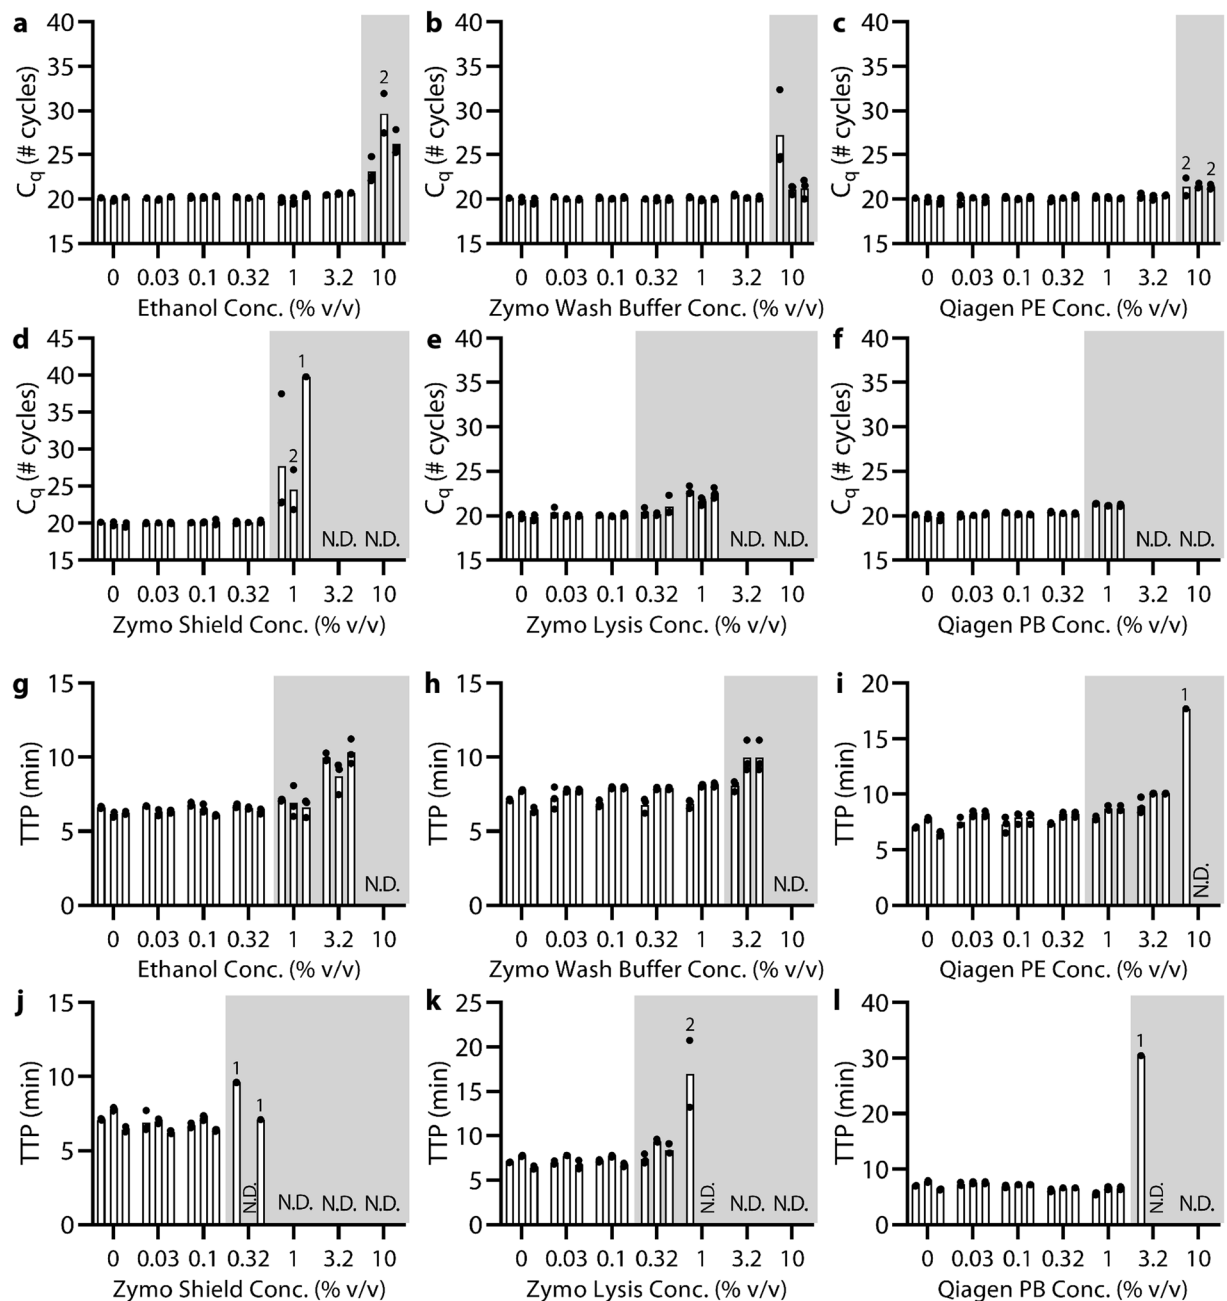 a
40
35
30
25
20
15
Cq (# cycles)
2
0 0.03 0.1 0.32 1 3.2 10
Ethanol Conc. (% v/v)
b
40
35
30
25
20
15
Cq (# cycles)
0 0.03 0.1 0.32 1 3.2 10
Zymo Wash Buffer Conc. (% v/v)
c
40
35
30
25
20
15
Cq (# cycles)
2 2
0 0.03 0.1 0.32 1 3.2 10
Qiagen PE Conc. (% v/v)
d
45
40
35
30
25
20
15
Cq (# cycles)
1
2
N.D. N.D.
0 0.03 0.1 0.32 1 3.2 10
Zymo Shield Conc. (% v/v)
e
40
35
30
25
20
15
Cq (# cycles)
N.D. N.D.
0 0.03 0.1 0.32 1 3.2 10
Zymo Lysis Conc. (% v/v)
f
40
35
30
25
20
15
Cq (# cycles)
N.D. N.D.
0 0.03 0.1 0.32 1 3.2 10
Qiagen PB Conc. (% v/v)
g
15
10
5
0
TTP (min)
N.D.
0 0.03 0.1 0.32 1 3.2 10
Ethanol Conc. (% v/v)
h
15
10
5
0
TTP (min)
N.D.
0 0.03 0.1 0.32 1 3.2 10
Zymo Wash Buffer Conc. (% v/v)
i
20
15
10
5
0
TTP (min)
1
N.D.
0 0.03 0.1 0.32 1 3.2 10
Qiagen PE Conc. (% v/v)
j
15
10
5
0
TTP (min)
1
1
N.D.
N.D. N.D. N.D.
0 0.03 0.1 0.32 1 3.2 10
Zymo Shield Conc. (% v/v)
k
25
20
15
10
5
0
TTP (min)
2
N.D.
N.D. N.D.
0 0.03 0.1 0.32 1 3.2 10
Zymo Lysis Conc. (% v/v)
l
40
30
20
10
0
TTP (min)
1
N.D.
N.D.
0 0.03 0.1 0.32 1 3.2 10
Qiagen PB Conc. (% v/v)